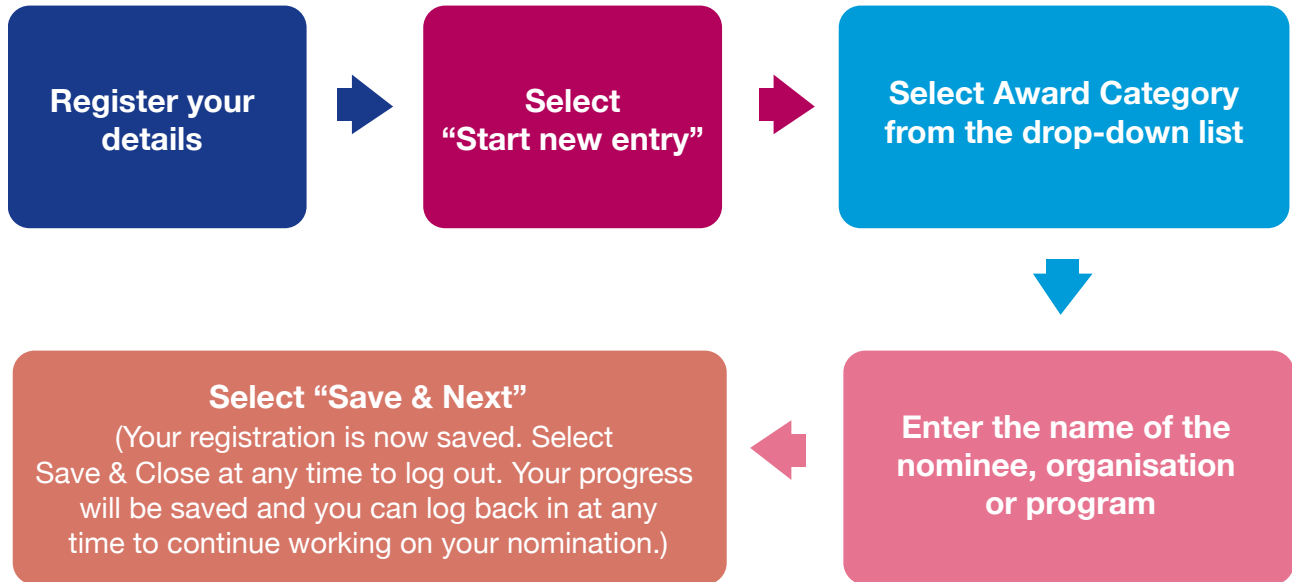 Register your
details
Select
“Start new entry”
Select Award Category
from the drop-down list
Enter the name of the
nominee, organisation
or program
Select “Save & Next”
(Your registration is now saved. Select
Save & Close at any time to log out. Your progress
will be saved and you can log back in at any
time to continue working on your nomination.)